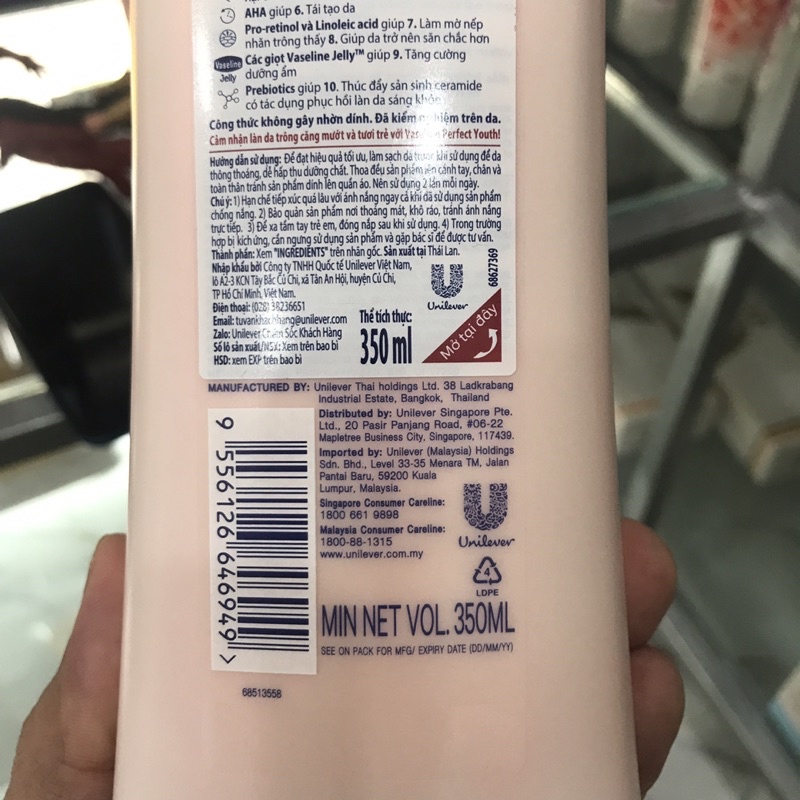 AHA giúp 6. Tái tạo da
Pro-retinol và Linoleic acid giúp 7. Làm mờ nếp
nhăn trông thấy 8. Giúp da trở nên săn chắc hơn
Vaseline Jelly
Các giọt Vaseline Jelly™ giúp 9. Tăng cường
dưỡng ẩm
Prebiotics giúp 10. Thúc đẩy sản sinh ceramide
có tác dụng phục hồi làn da sáng khỏe
Công thức không gây nhờn dính. Đã kiểm nghiệm trên da.
Cảm nhận làn da trông căng mướt và tươi trẻ với Vaseline Perfect Youth!
Hướng dẫn sử dụng: Để đạt hiệu quả tối ưu, làm sạch da trước khi sử dụng để da
thông thoáng, dễ hấp thu dưỡng chất. Thoa đều sản phẩm lên cánh tay, chân và
toàn thân tránh sản phẩm dính lên quần áo. Nên sử dụng 2 lần mỗi ngày.
Chú ý: 1) Hạn chế tiếp xúc quá lâu với ánh nắng ngay cả khi đã sử dụng sản phẩm
chống nắng. 2) Bảo quản sản phẩm nơi thoáng mát, khô ráo, tránh ánh nắng
trực tiếp. 3) Để xa tầm tay trẻ em, đóng nắp sau khi sử dụng. 4) Trong trường
hợp bị kích ứng, cần ngưng sử dụng sản phẩm và gặp bác sĩ để được tư vấn.
Thành phần: Xem "INGREDIENTS" trên nhãn gốc. Sản xuất tại Thái Lan.
Nhập khẩu bởi Công ty TNHH Quốc tế Unilever Việt Nam,
lô A2-3 KCN Tây Bắc Củ Chi, xã Tân An Hội, huyện Củ Chi,
TP Hồ Chí Minh, Việt Nam.
Điện thoại: (028) 38236651
Email: tuvankhachhang@unilever.com
Zalo: Unilever Chăm Sóc Khách Hàng
Số lô sản xuất/NSX: Xem trên bao bì
HSD: xem EXP trên bao bì
Thể tích thực:
350 ml
Unilever
68627369
Mở tại đây
MANUFACTURED BY: Unilever Thai holdings Ltd. 38 Ladkrabang
Industrial Estate, Bangkok, Thailand
Distributed by: Unilever Singapore Pte.
Ltd., 20 Pasir Panjang Road, #06-22
Mapletree Business City, Singapore, 117439.
Imported by: Unilever (Malaysia) Holdings
Sdn. Bhd., Level 33-35 Menara TM, Jalan
Pantai Baru, 59200 Kuala
Lumpur, Malaysia.
Singapore Consumer Careline:
1800 661 9898
Malaysia Consumer Careline:
1800-88-1315
www.unilever.com.my
Unilever
4
LDPE
MIN NET VOL. 350ML
SEE ON PACK FOR MFG/ EXPIRY DATE (DD/MM/YY)
9 556126 646949 >
68513558